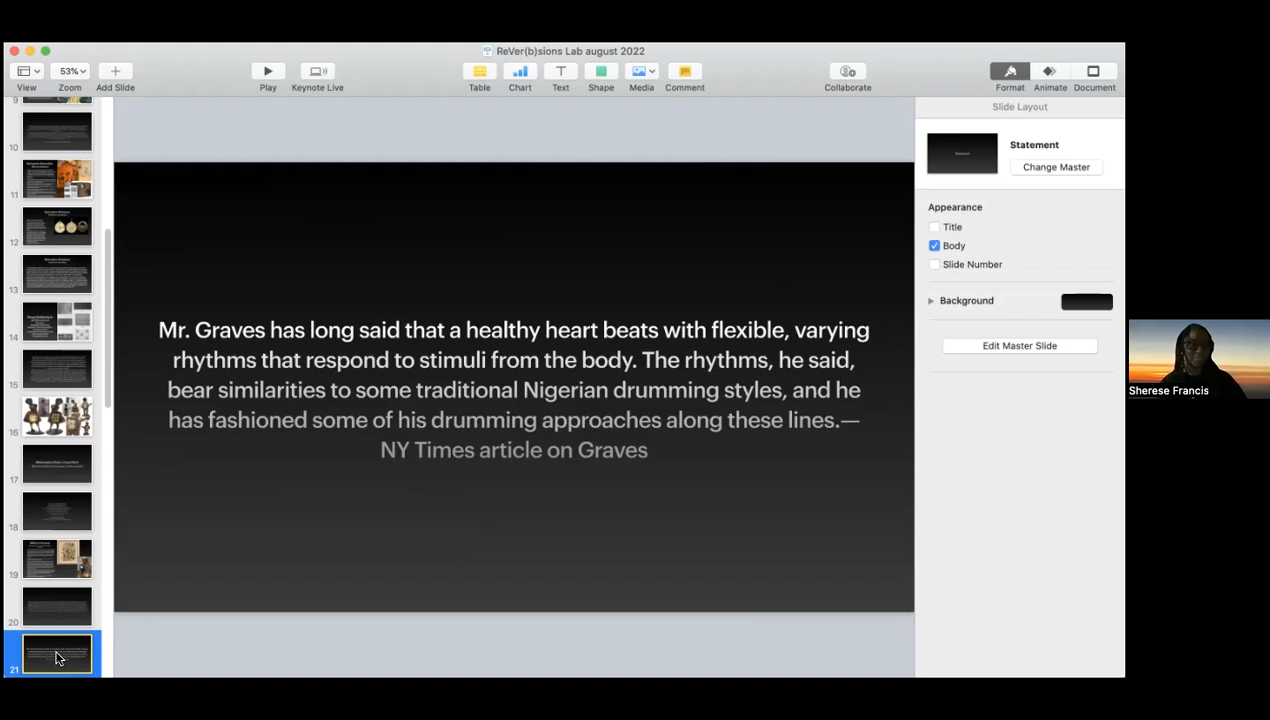 ReVer(b)sions Lab august 2022
53%
View
Zoom
Add Slide
Play
Keynote Live
Table
Chart
Text
Shape
Media
Comment
Collaborate
Format
Animate
Document
9
10
11
12
13
14
15
16
17
18
19
20
21
Mr. Graves has long said that a healthy heart beats with flexible, varying
rhythms that respond to stimuli from the body. The rhythms, he said,
bear similarities to some traditional Nigerian drumming styles, and he
has fashioned some of his drumming approaches along these lines.—
NY Times article on Graves
Slide Layout
Statement
Change Master
Appearance
Title
Body
Slide Number
Background
Edit Master Slide
Sherese Francis